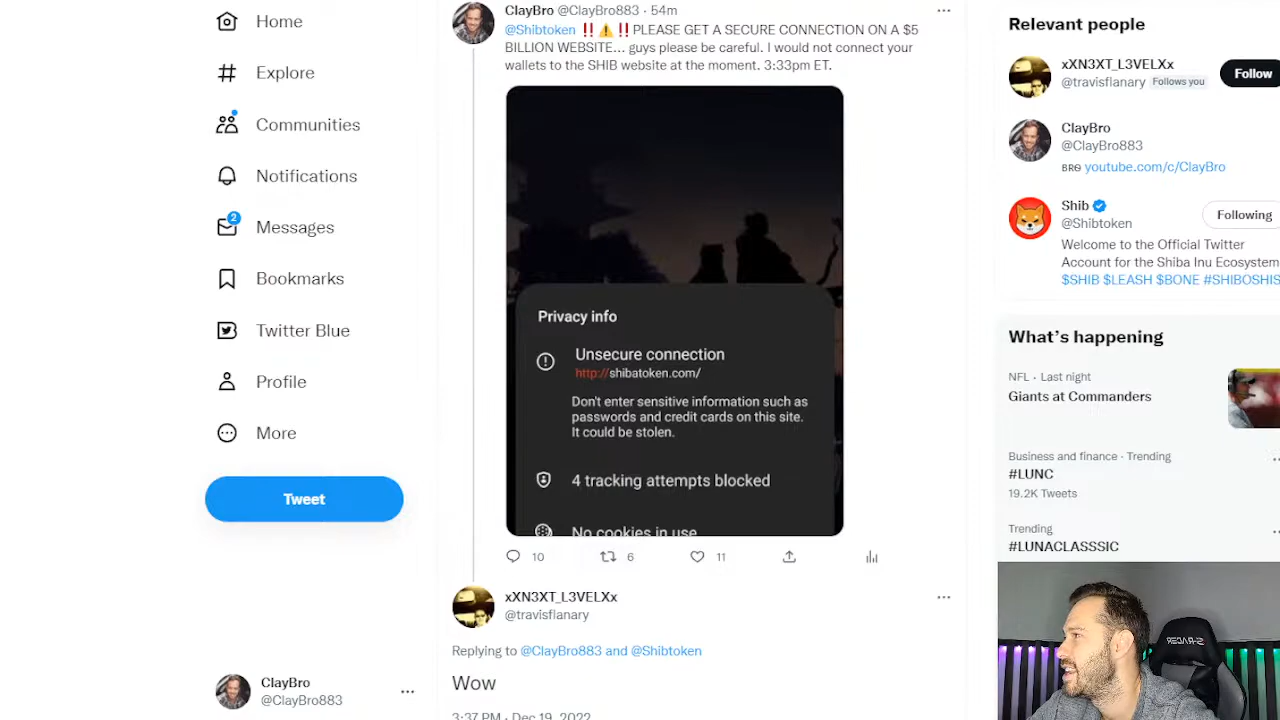 Home
Explore
Communities
Notifications
2
Messages
Bookmarks
Twitter Blue
Profile
More
Tweet
ClayBro
@ClayBro883
ClayBro @ClayBro883 · 54m
@Shibtoken ‼️⚠️‼️PLEASE GET A SECURE CONNECTION ON A $5
BILLION WEBSITE... guys please be careful. I would not connect your
wallets to the SHIB website at the moment. 3:33pm ET.
Privacy info
Unsecure connection
http://shibatoken.com/
Don't enter sensitive information such as
passwords and credit cards on this site.
It could be stolen.
4 tracking attempts blocked
No cookies in use
10 6 11
xXN3XT_L3VELXx
@travisflanary
Replying to @ClayBro883 and @Shibtoken
Wow
3:37 PM · Dec 19, 2022
Relevant people
xXN3XT_L3VELXx
@travisflanary Follows you
Follow
ClayBro
@ClayBro883
ʙʀᴏ youtube.com/c/ClayBro
Shib
@Shibtoken
Following
Welcome to the Official Twitter
Account for the Shiba Inu Ecosystem
$SHIB $LEASH $BONE #SHIBOSHIS
What's happening
NFL · Last night
Giants at Commanders
Business and finance · Trending
#LUNC
19.2K Tweets
Trending
#LUNACLASSSIC